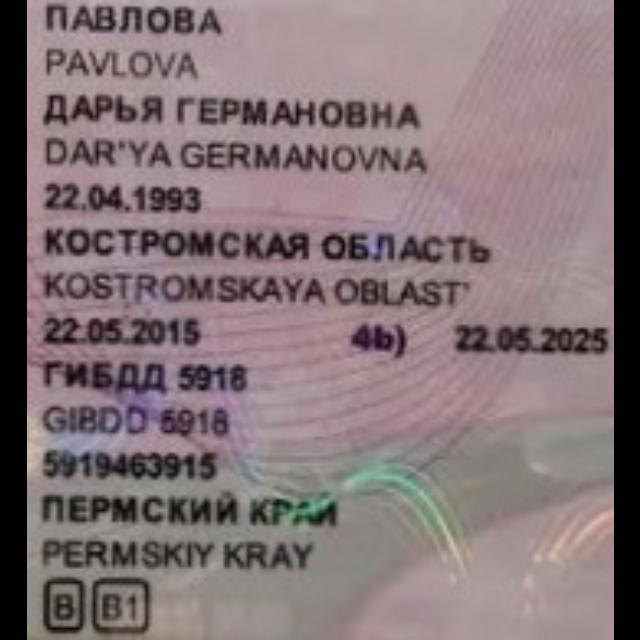 ПАВЛОВА
PAVLOVA
ДАРЬЯ ГЕРМАНОВНА
DAR'YA GERMANOVNA
22.04.1993
КОСТРОМСКАЯ ОБЛАСТЬ
KOSTROMSKAYA OBLAST'
22.05.2015 4b) 22.05.2025
ГИБДД 5918
GIBDD 5918
5919463915
ПЕРМСКИЙ КРАЙ
PERMSKIY KRAY
B B1